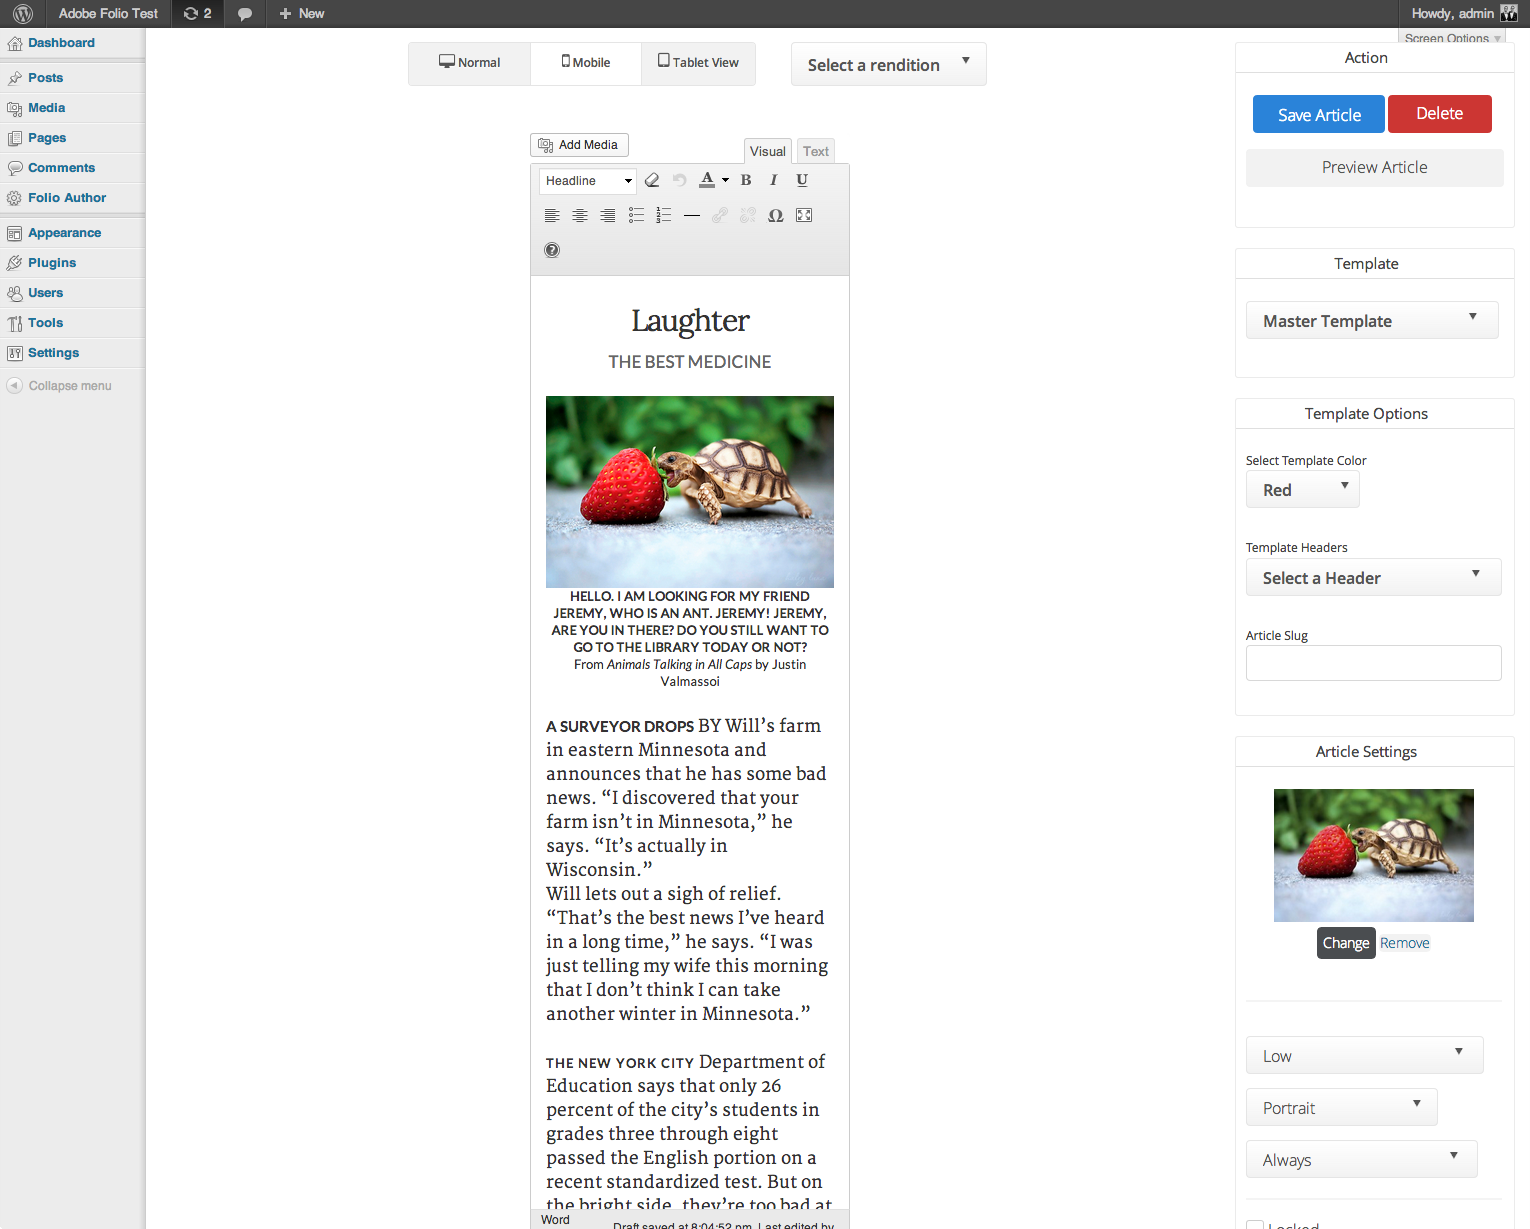 Adobe Folio Test
2
New
Howdy, admin
Screen Options
Dashboard
Posts
Media
Pages
Comments
Folio Author
Appearance
Plugins
Users
Tools
Settings
Collapse menu
Normal
Mobile
Tablet View
Select a rendition
Add Media
Visual
Text
Headline
A
B
I
U
Ω
?
Laughter
THE BEST MEDICINE
HELLO. I AM LOOKING FOR MY FRIEND
JEREMY, WHO IS AN ANT. JEREMY! JEREMY,
ARE YOU IN THERE? DO YOU STILL WANT TO
GO TO THE LIBRARY TODAY OR NOT?
From Animals Talking in All Caps by Justin
Valmassoi
A SURVEYOR DROPS BY Will’s farm
in eastern Minnesota and
announces that he has some bad
news. “I discovered that your
farm isn’t in Minnesota,” he
says. “It’s actually in
Wisconsin.”
Will lets out a sigh of relief.
“That’s the best news I’ve heard
in a long time,” he says. “I was
just telling my wife this morning
that I don’t think I can take
another winter in Minnesota.”
THE NEW YORK CITY Department of
Education says that only 26
percent of the city’s students in
grades three through eight
passed the English portion on a
recent standardized test. But on
the bright side, they’re too bad at
Word
Draft saved at 8:04:52 pm. Last edited by
Action
Save Article
Delete
Preview Article
Template
Master Template
Template Options
Select Template Color
Red
Template Headers
Select a Header
Article Slug
Article Settings
Change
Remove
Low
Portrait
Always
Locked